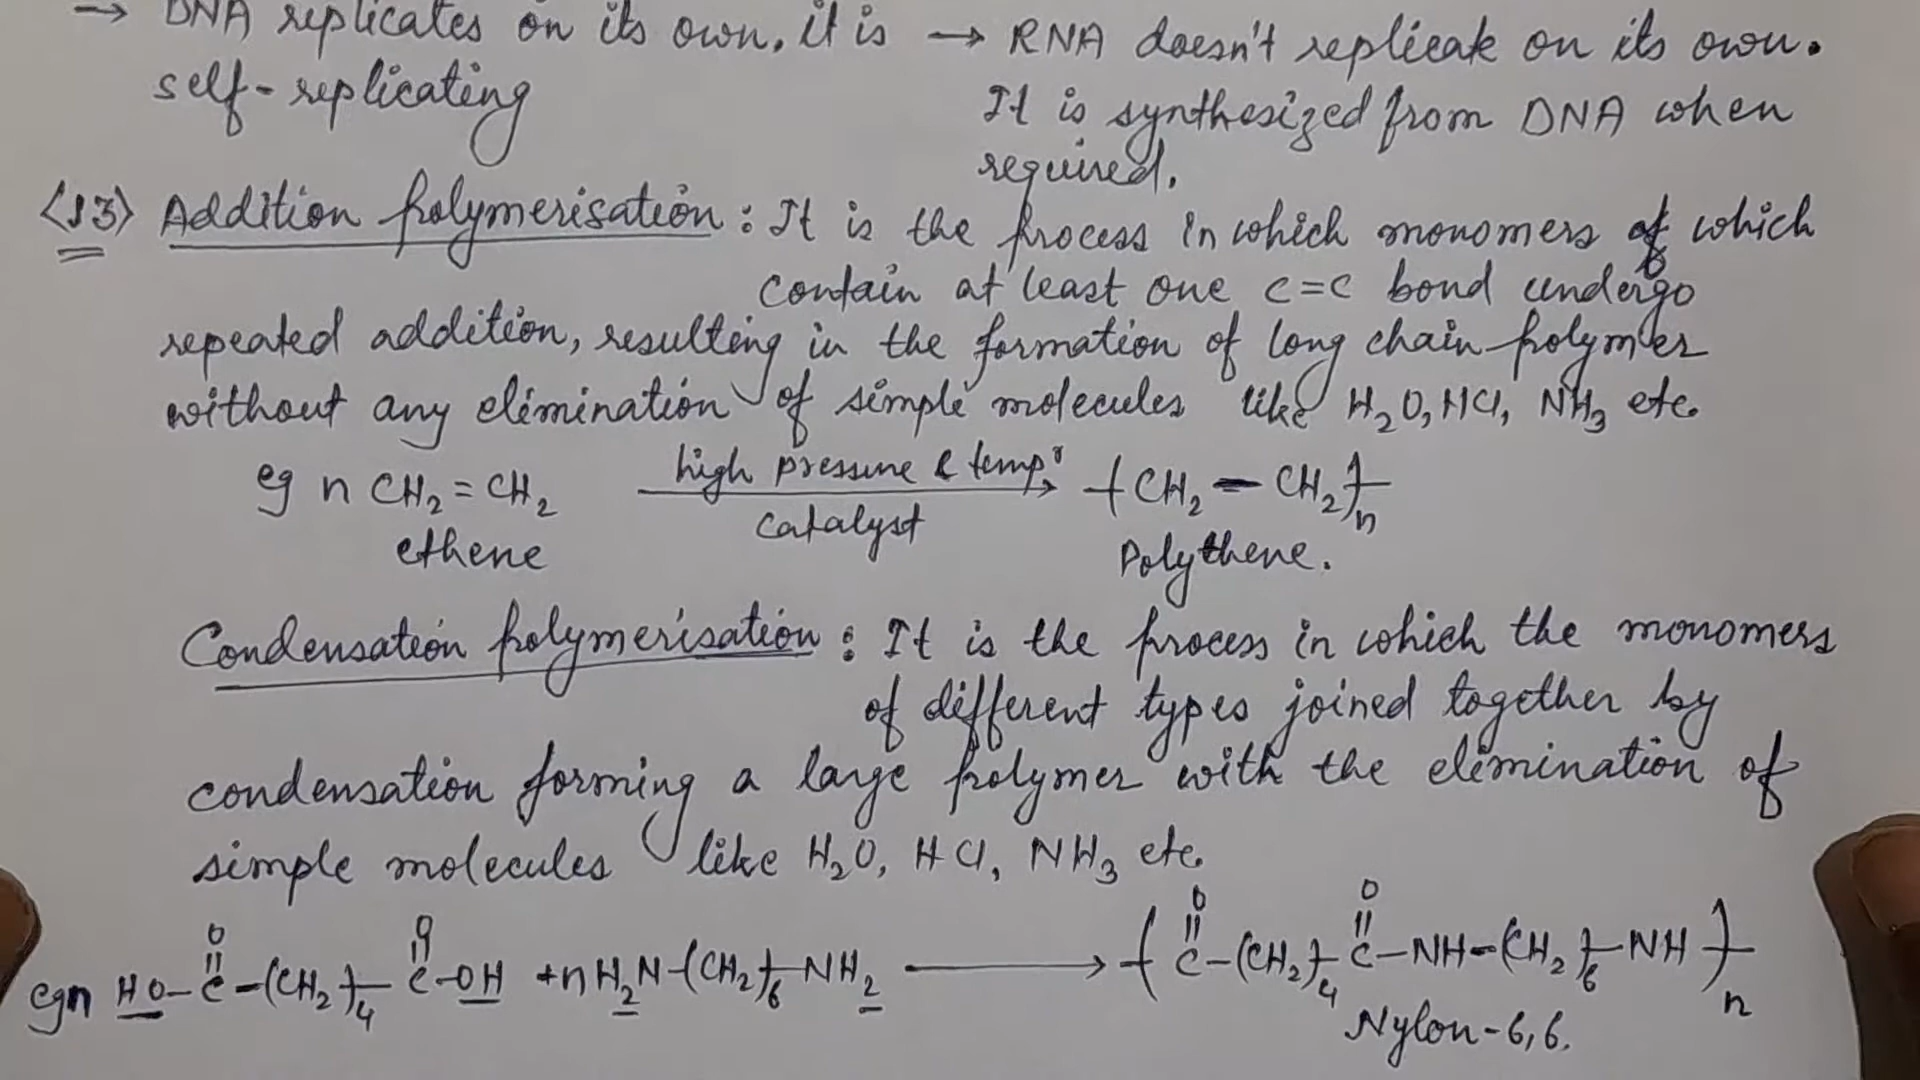 → DNA replicates on its own, it is
self-replicating
→ RNA doesn't replicate on its own.
It is synthesized from DNA when
required.
<13> Addition polymerisation : It is the process in which monomers of which
contain at least one C=C bond undergo
repeated addition, resulting in the formation of long chain polymer
without any elimination of simple molecules like H₂O, HCl, NH₃ etc.
eg n CH₂=CH₂ high pressure & temp^r (CH₂-CH₂)n
ethene catalyst Polythene.
Condensation polymerisation : It is the process in which the monomers
of different types joined together by
condensation forming a large polymer with the elimination of
simple molecules like H₂O, HCl, NH₃ etc.
O O O O
eg n HO-C-(CH₂)₄-C-OH + n H₂N-(CH₂)₆-NH₂ → (C-(CH₂)₄-C-NH-(CH₂)₆-NH)n
Nylon-6,6.